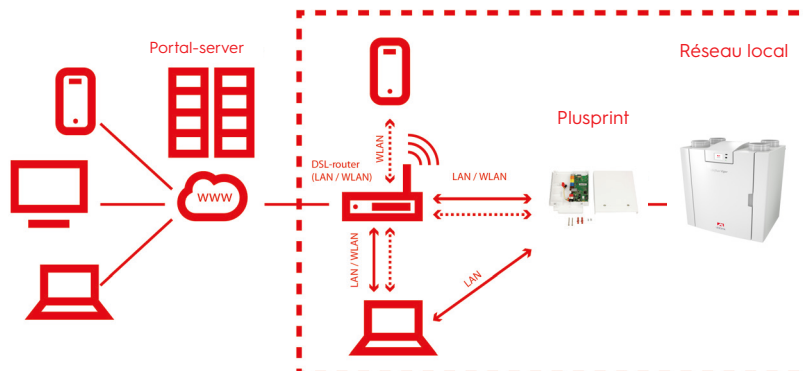 Portal-server
Réseau local
Plusprint
DSL-router
(LAN / WLAN)
WLAN
LAN / WLAN
www
LAN / WLAN
LAN